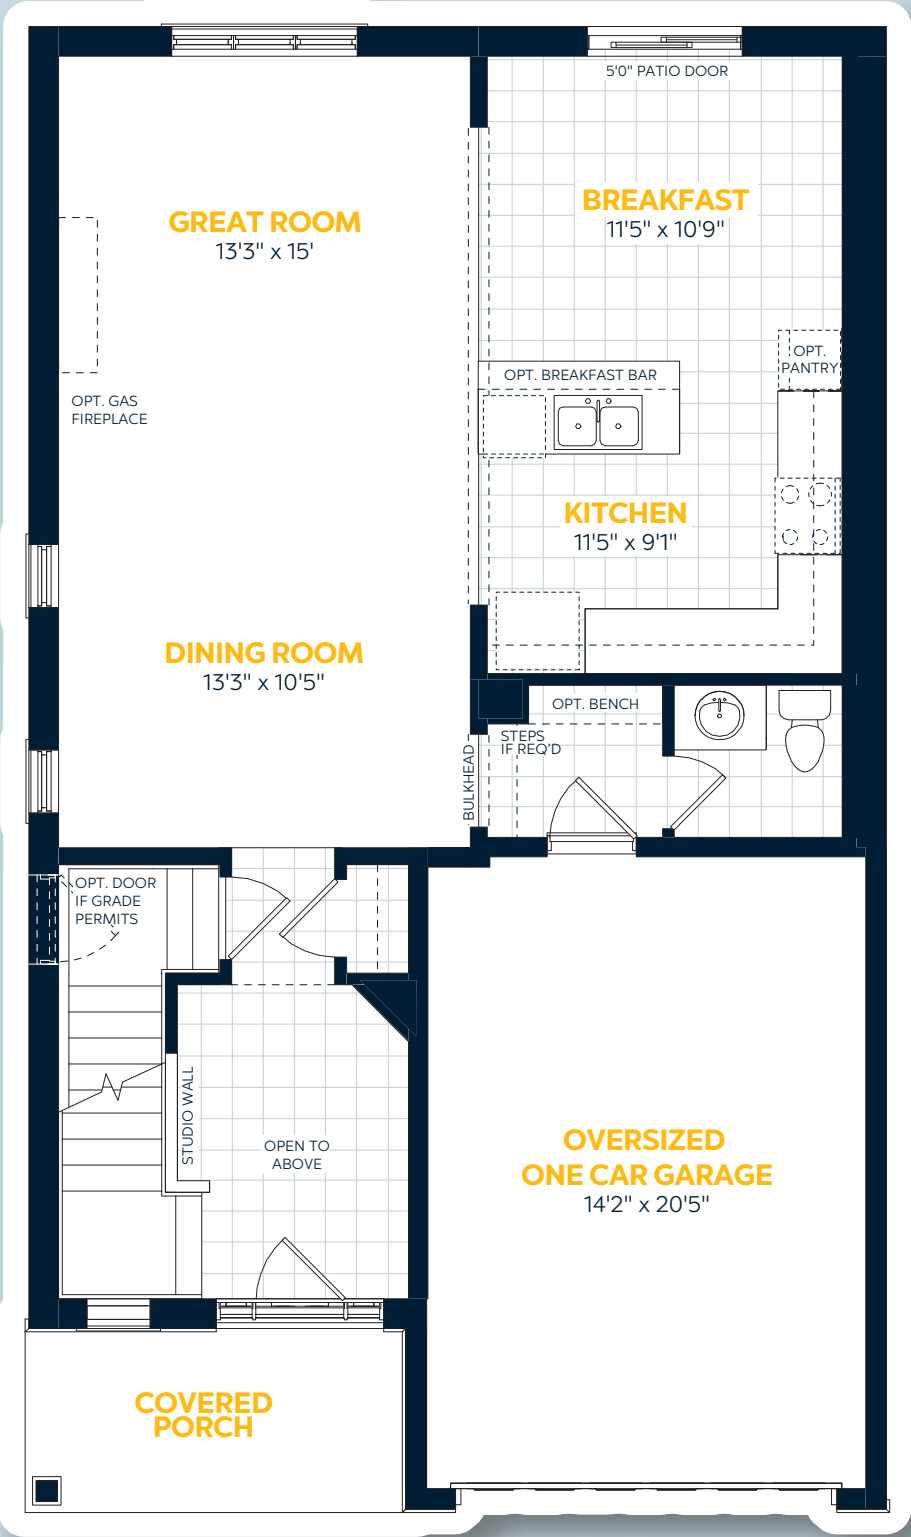 5'0" PATIO DOOR
GREAT ROOM
13'3" x 15'
BREAKFAST
11'5" x 10'9"
OPT. GAS
FIREPLACE
OPT. BREAKFAST BAR
OPT.
PANTRY
KITCHEN
11'5" x 9'1"
DINING ROOM
13'3" x 10'5"
OPT. BENCH
STEPS
IF REQ'D
BULKHEAD
OPT. DOOR
IF GRADE
PERMITS
STUDIO WALL
OPEN TO
ABOVE
OVERSIZED
ONE CAR GARAGE
14'2" x 20'5"
COVERED
PORCH